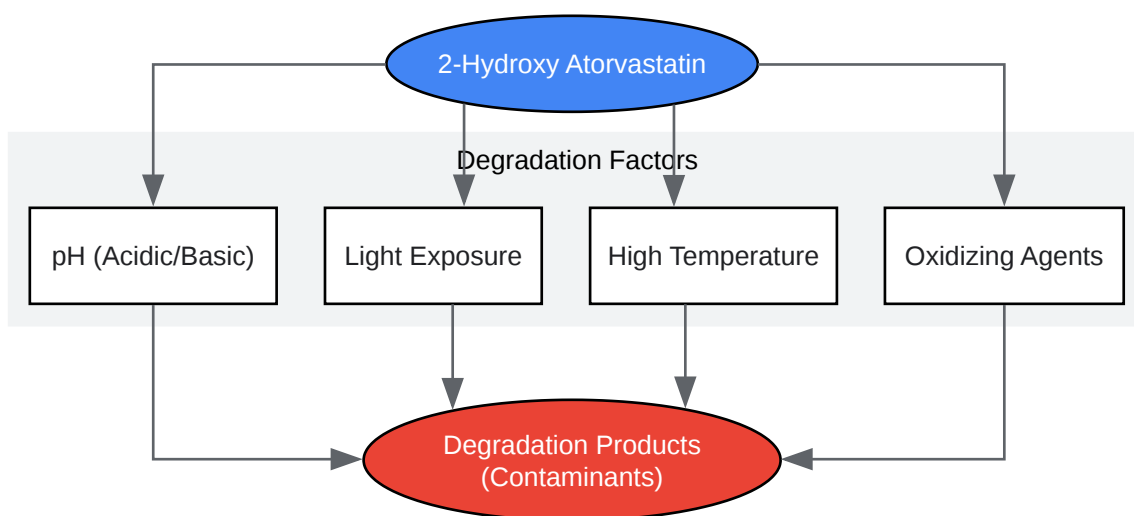 2-Hydroxy Atorvastatin
Degradation Factors
pH (Acidic/Basic)
Light Exposure
High Temperature
Oxidizing Agents
Degradation Products
(Contaminants)